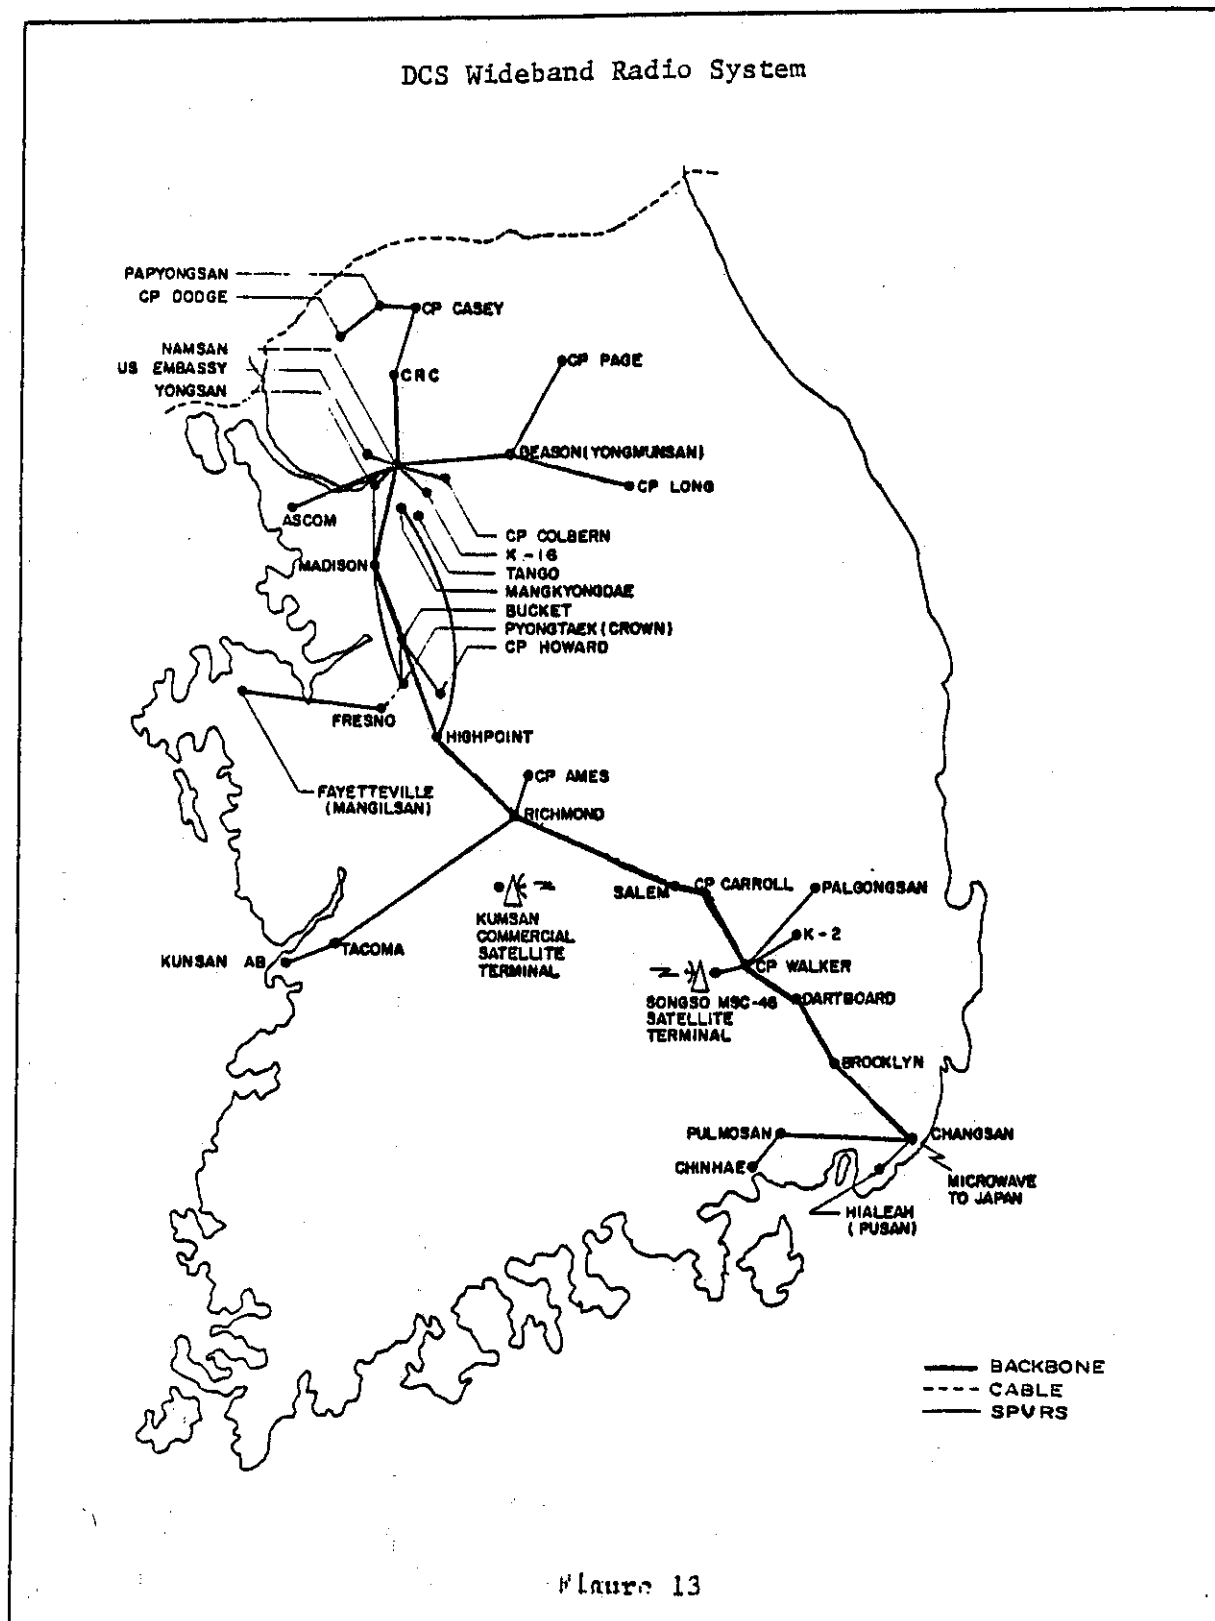 DCS Wideband Radio System
PAPYONGSAN
CP DODGE
CP CASEY
NAMSAN
US EMBASSY
YONGSAN
CRC
CP PAGE
BEASON (YONGMUNSAN)
CP LONG
ASCOM
CP COLBERN
K-16
TANGO
MANGKYONGDAE
BUCKET
PYONGTAEK (CROWN)
CP HOWARD
MADISON
FRESNO
HIGHPOINT
FAYETTEVILLE
(MANGILSAN)
CP AMES
RICHMOND
SALEM
CP CARROLL
PALGONGSAN
K-2
KUMSAN
COMMERCIAL
SATELLITE
TERMINAL
KUNSAN AB
TACOMA
CP WALKER
SONGSO MSC-46
SATELLITE
TERMINAL
DARTBOARD
BROOKLYN
PULMOSAN
CHANGSAN
CHINHAE
MICROWAVE
TO JAPAN
HIALEAH
(PUSAN)
BACKBONE
CABLE
SPVRS
Figure 13